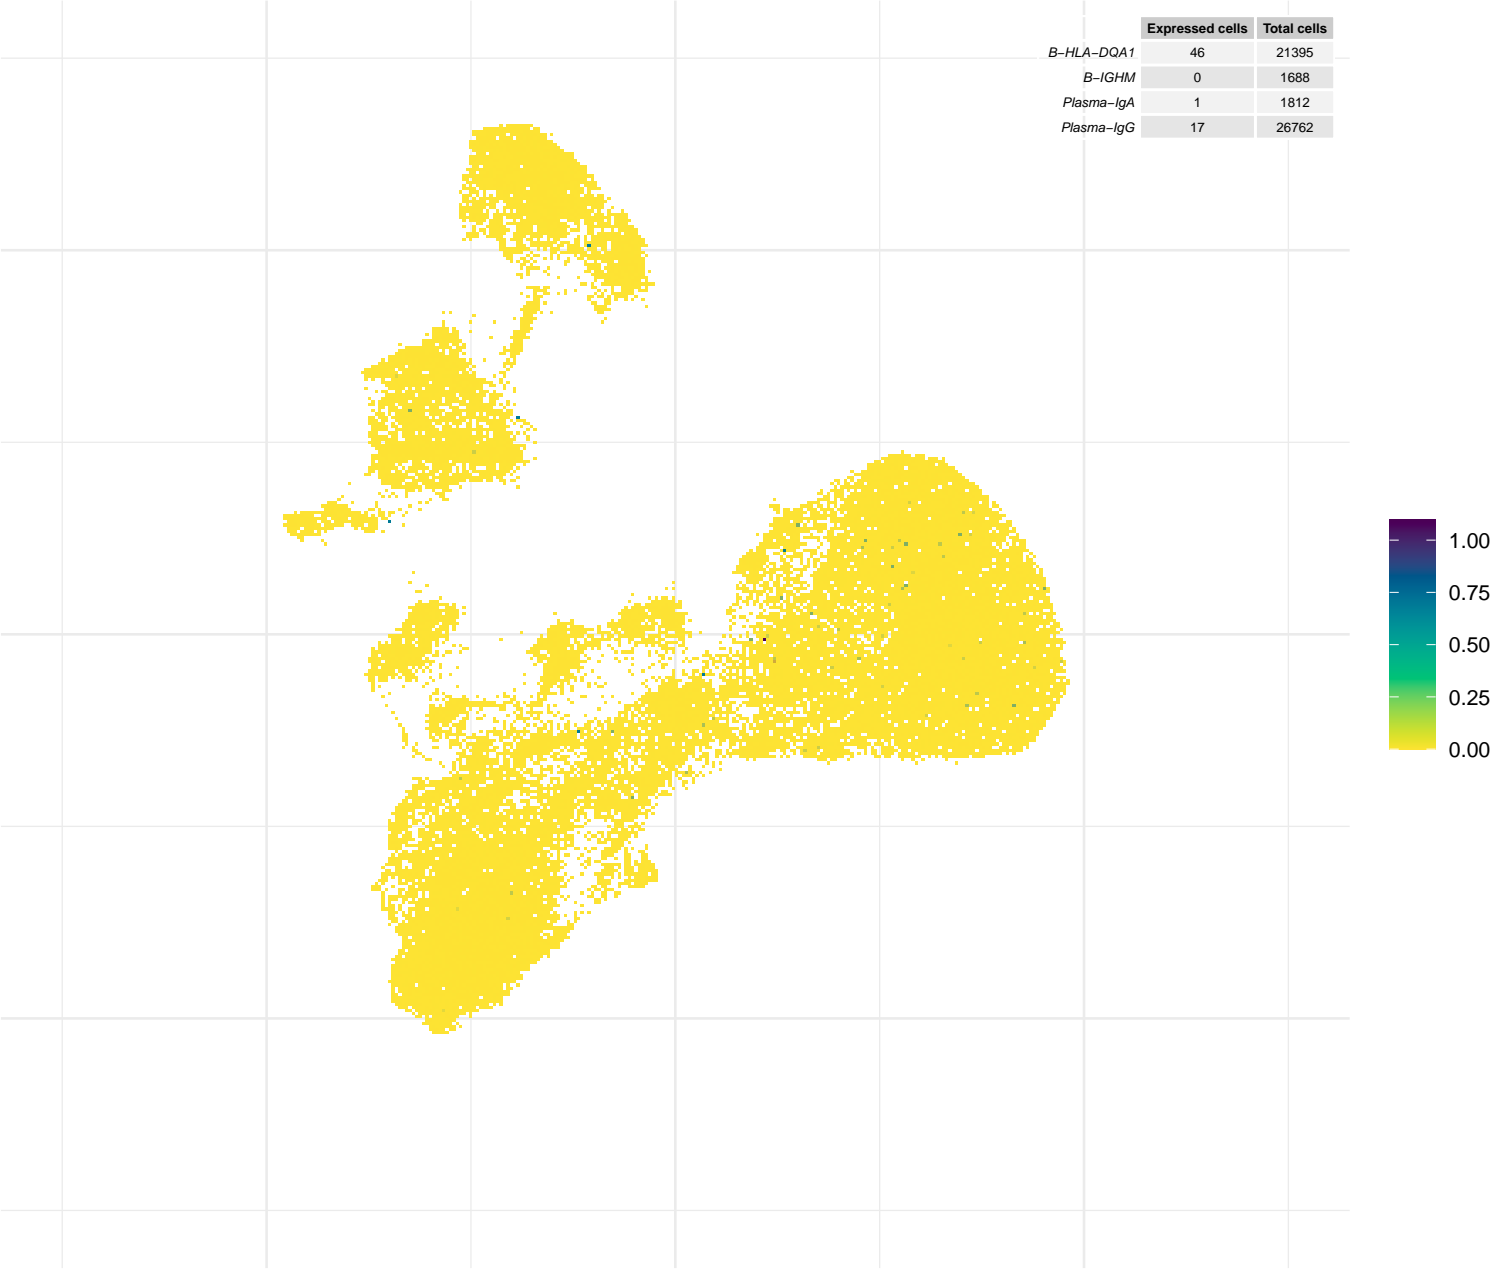 Expressed cells Total cells
B−HLA−DQA1 46 21395
B−IGHM 0 1688
Plasma−IgA 1 1812
Plasma−IgG 17 26762
1.00
0.75
0.50
0.25
0.00